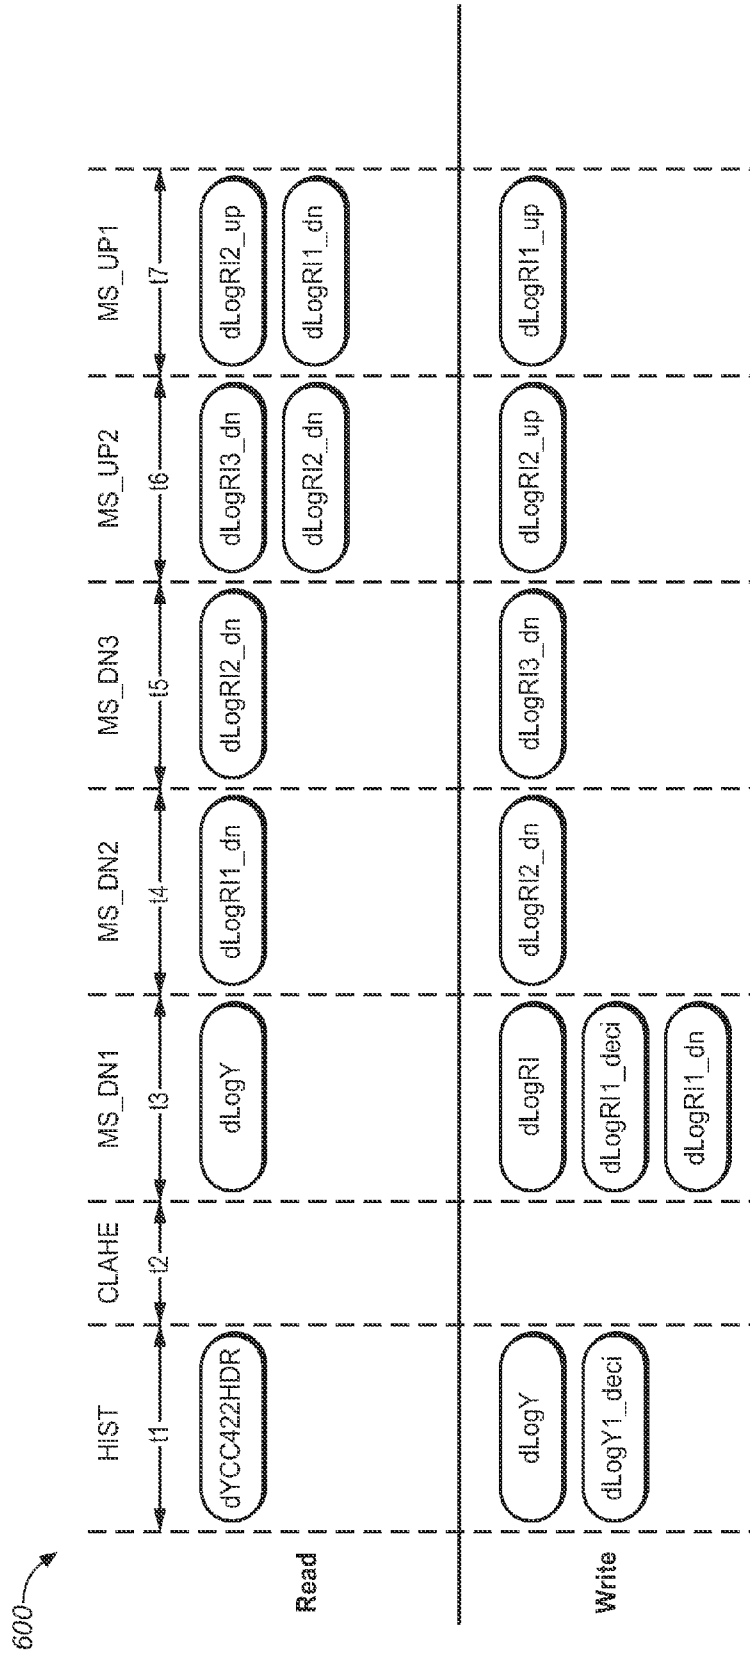 600
HIST CLAHE MS_DN1 MS_DN2 MS_DN3 MS_UP2 MS_UP1
t1 t2 t3 t4 t5 t6 t7
Read
dYCC422HDR dLogY dLogRI1_dn dLogRI2_dn dLogRI3_dn dLogRI2_up
dLogRI2_dn dLogRI1_dn
Write
dLogY dLogRI dLogRI2_dn dLogRI3_dn dLogRI2_up dLogRI1_up
dLogY1_deci dLogRI1_deci
dLogRI1_dn